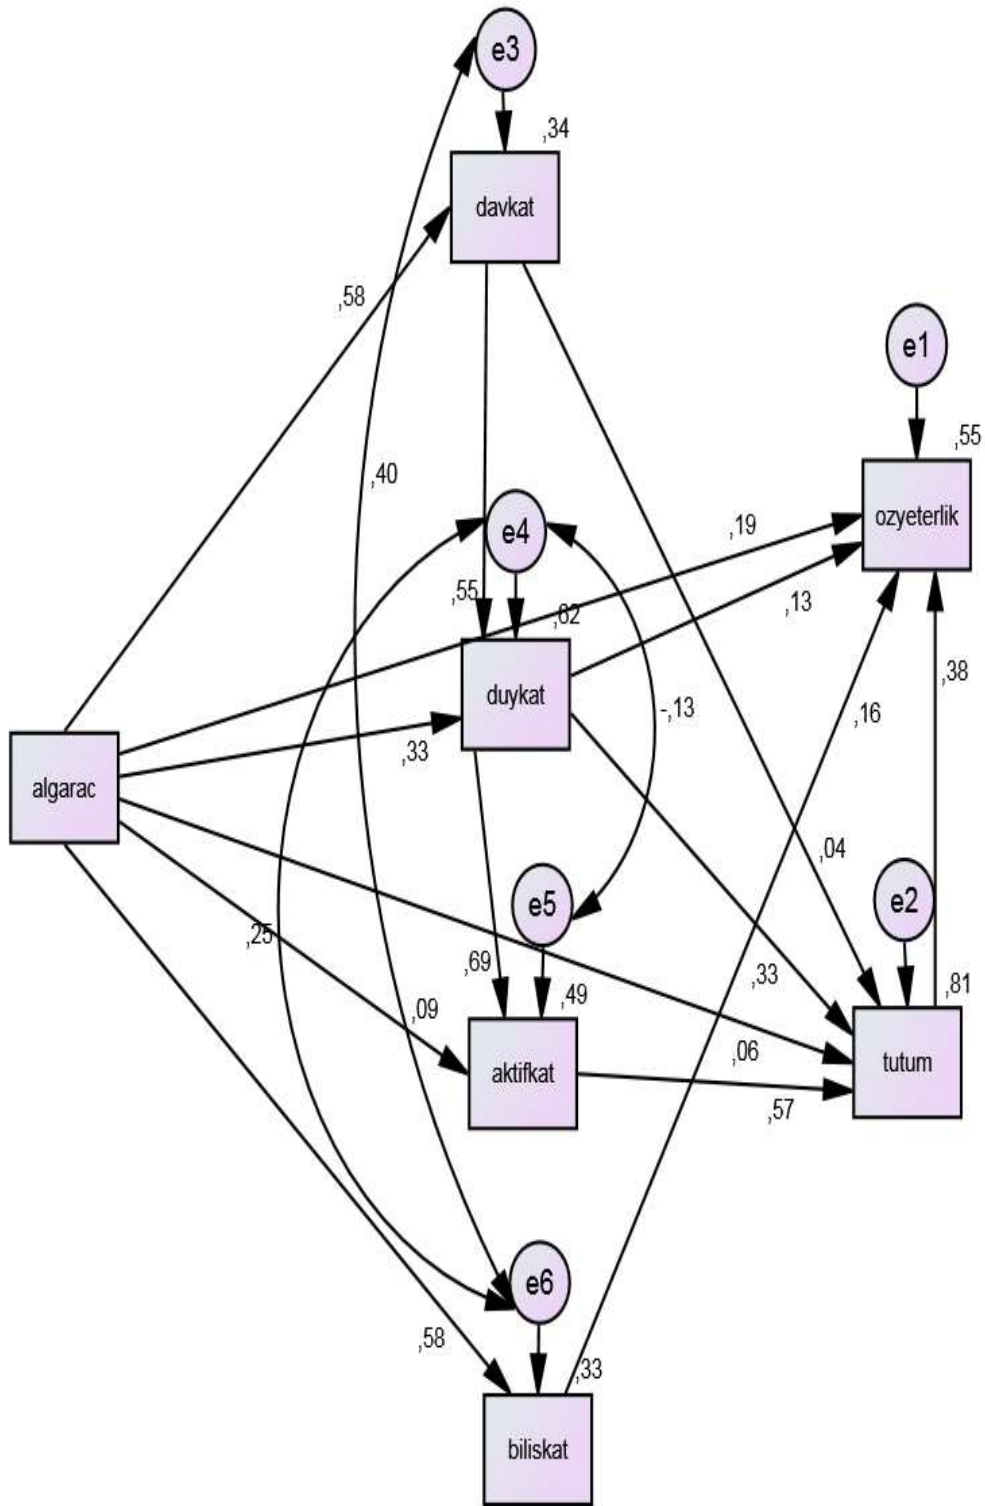 e3
,34
davkat
,58
e1
,55
,40
ozyeterlik
,19
e4
,55
,62
,13
,38
duykat
-,13
,16
,33
algarac
,04
e5
e2
,25
,69
,49
,33
,81
,09
,06
tutum
aktifkat
,57
e6
,58
,33
biliskat